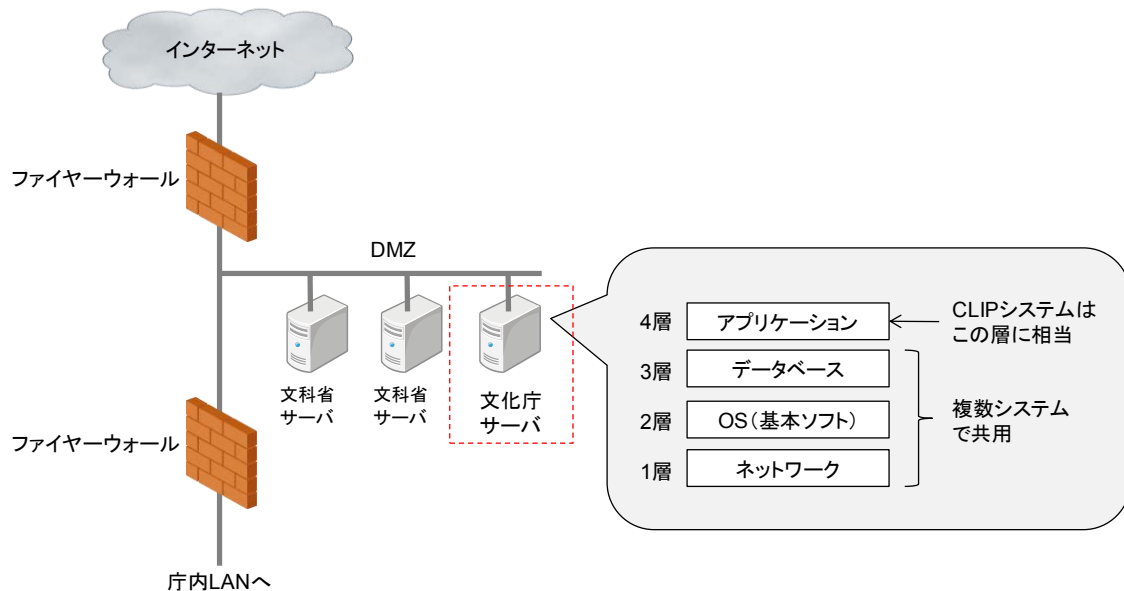 インターネット
ファイヤーウォール
DMZ
文科省
サーバ
文科省
サーバ
文化庁
サーバ
4層
アプリケーション
CLIPシステムは
この層に相当
3層
データベース
2層
OS(基本ソフト)
複数システム
で共用
1層
ネットワーク
ファイヤーウォール
庁内LANへ